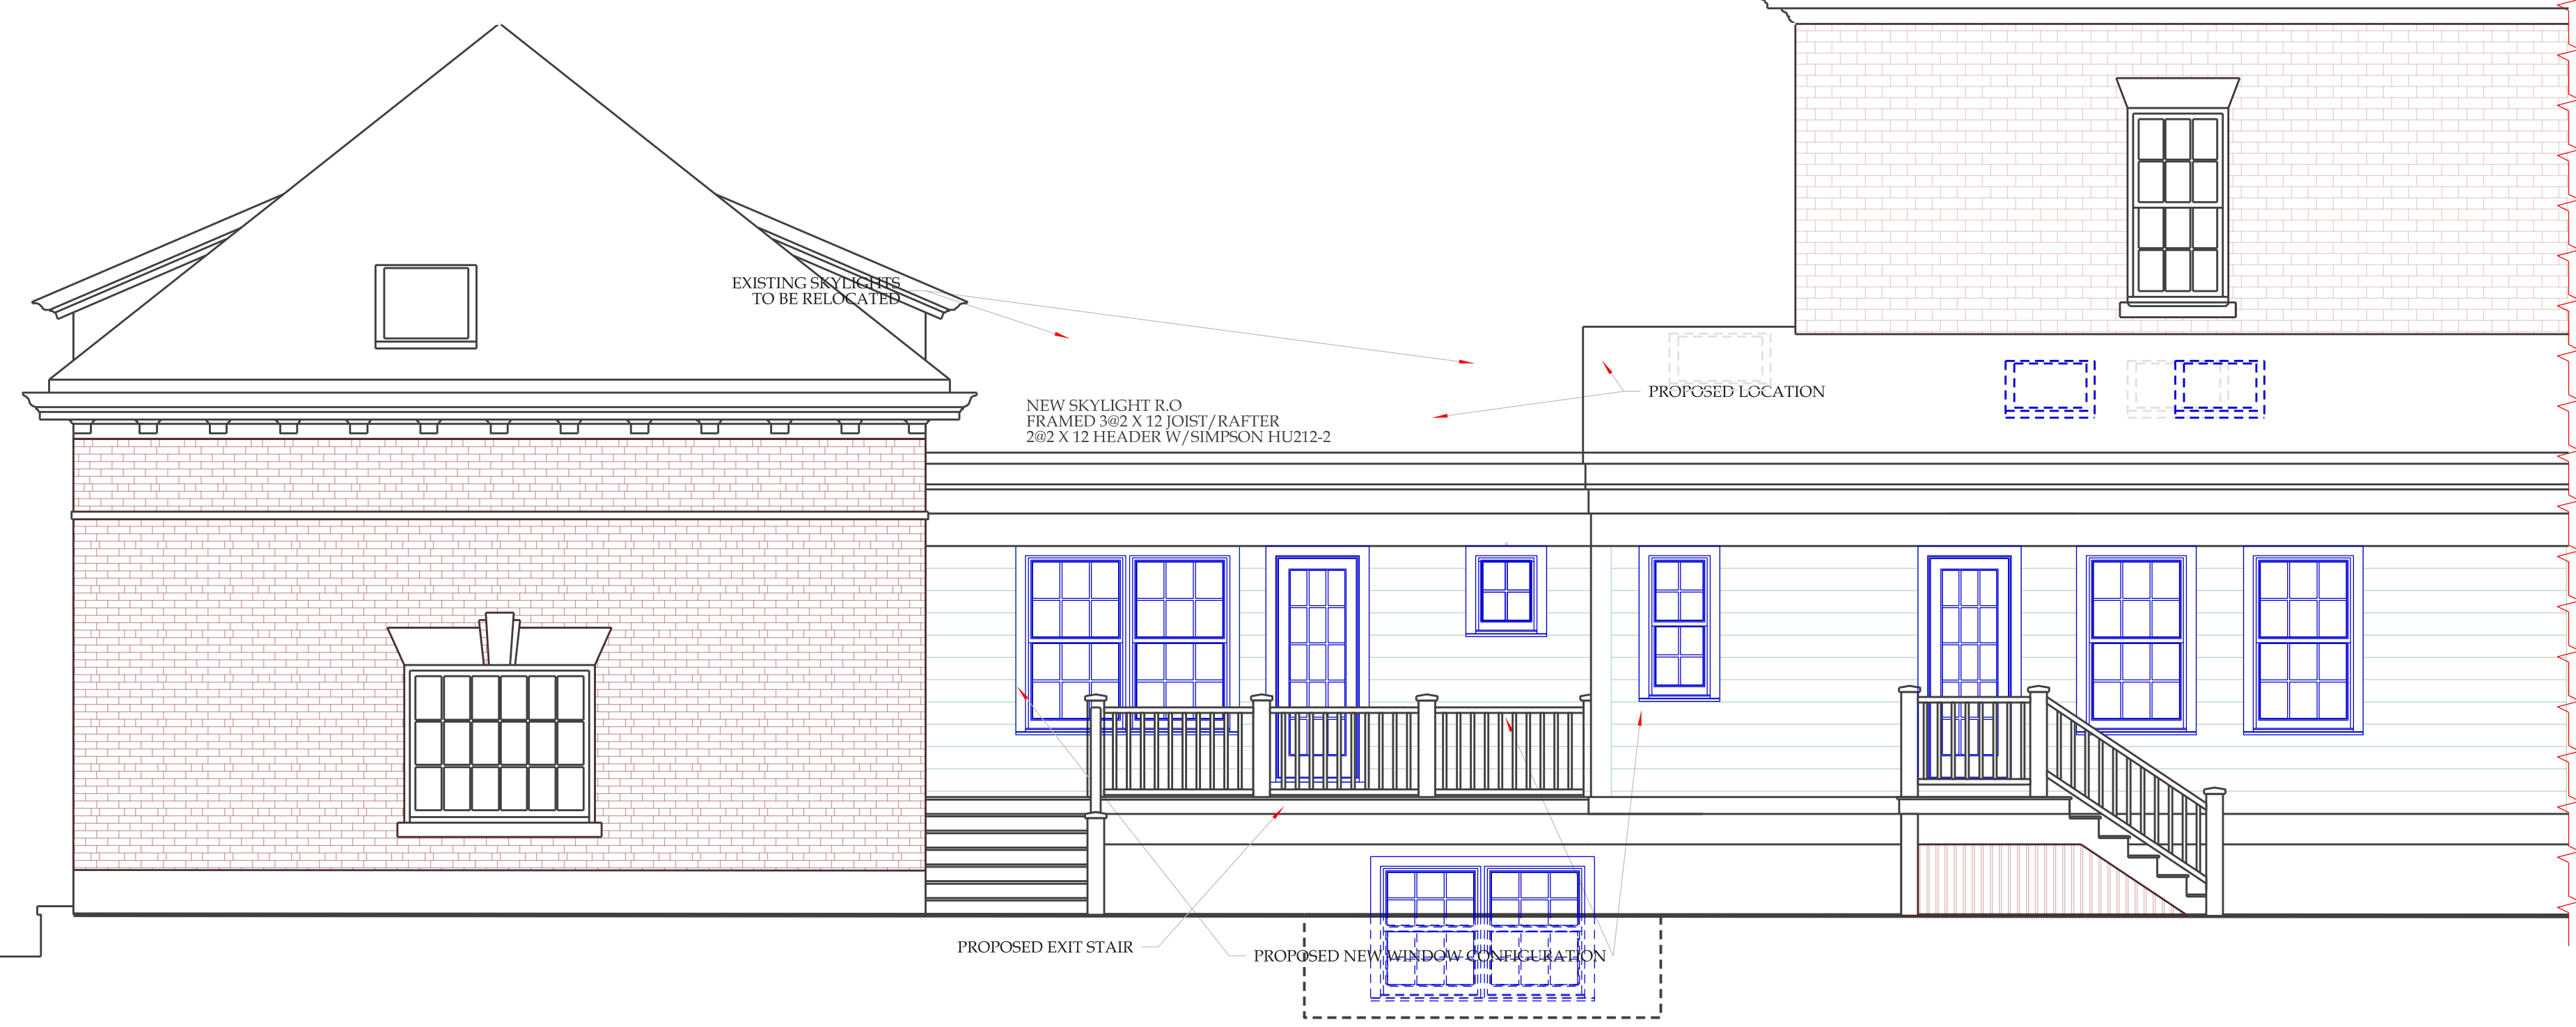 EXISTING SKYLIGHTS
TO BE RELOCATED
PROPOSED LOCATION
NEW SKYLIGHT R.O
FRAMED 3@2 X 12 JOIST/RAFTER
2@2 X 12 HEADER W/SIMPSON HU212-2
PROPOSED EXIT STAIR
PROPOSED NEW WINDOW CONFIGURATION